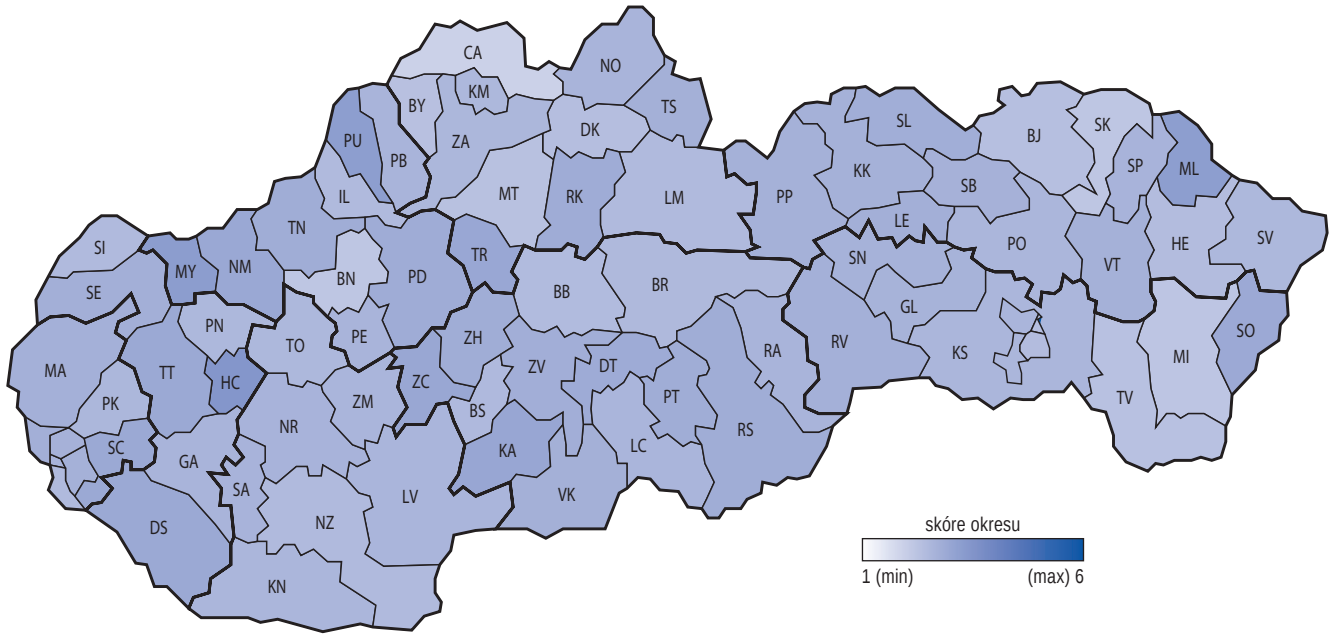 CA
NO
KM
BY
TS
PU
ZA
DK
PB
IL
MT
RK
LM
PP
KK
SL
BJ
SK
SP
ML
SB
LE
PO
HE
SV
VT
SI
TN
MY
NM
SE
BN
PD
TR
BB
BR
SN
GL
PN
TO
PE
ZH
RV
KS
SO
MI
TV
MA
TT
HC
ZC
ZV
DT
RA
PK
ZM
BS
PT
NR
SC
GA
KA
LC
RS
SA
LV
VK
DS
NZ
KN
skóre okresu
1 (min)
(max) 6